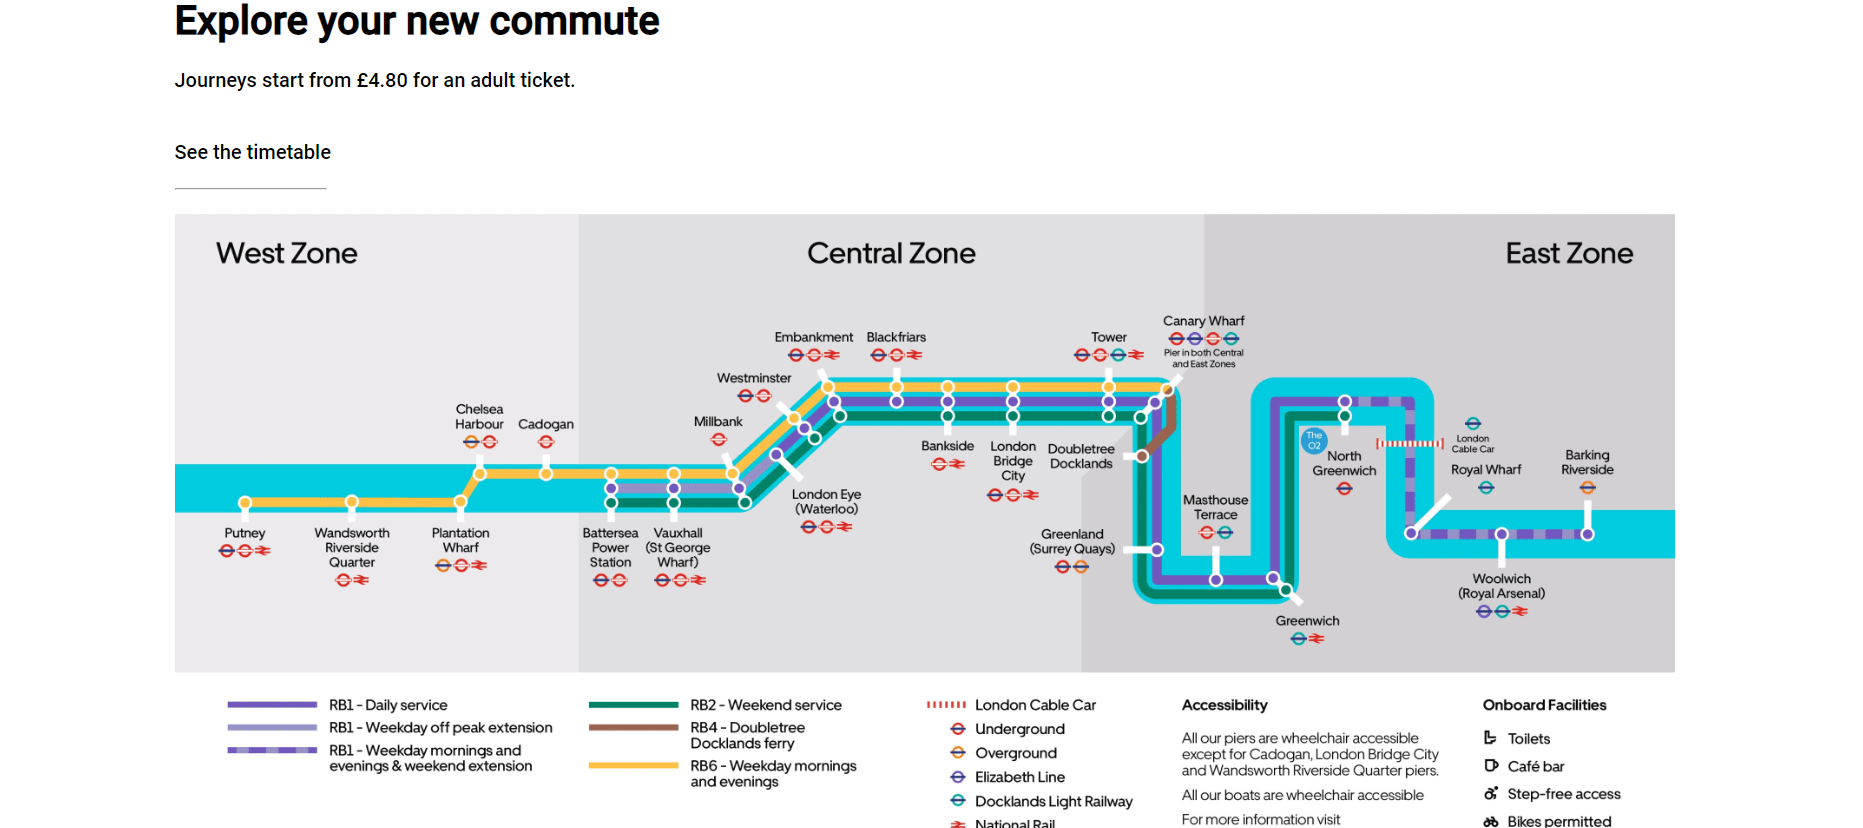 Explore your new commute
Journeys start from £4.80 for an adult ticket.
See the timetable
West Zone
Central Zone
East Zone
Canary Wharf
Pier in both Central
and East Zones
Embankment
Blackfriars
Tower
Westminster
Chelsea
Harbour
Cadogan
Millbank
The
O2
London
Cable Car
Bankside
London
Bridge
City
Doubletree
Docklands
North
Greenwich
Royal Wharf
Barking
Riverside
London Eye
(Waterloo)
Masthouse
Terrace
Putney
Wandsworth
Riverside
Quarter
Plantation
Wharf
Battersea
Power
Station
Vauxhall
(St George
Wharf)
Greenland
(Surrey Quays)
Woolwich
(Royal Arsenal)
Greenwich
RB1 - Daily service
RB1 - Weekday off peak extension
RB1 - Weekday mornings and
evenings & weekend extension
RB2 - Weekend service
RB4 - Doubletree
Docklands ferry
RB6 - Weekday mornings
and evenings
London Cable Car
Underground
Overground
Elizabeth Line
Docklands Light Railway
National Rail
Accessibility
All our piers are wheelchair accessible
except for Cadogan, London Bridge City
and Wandsworth Riverside Quarter piers.
All our boats are wheelchair accessible
For more information visit
Onboard Facilities
Toilets
Café bar
Step-free access
Bikes permitted